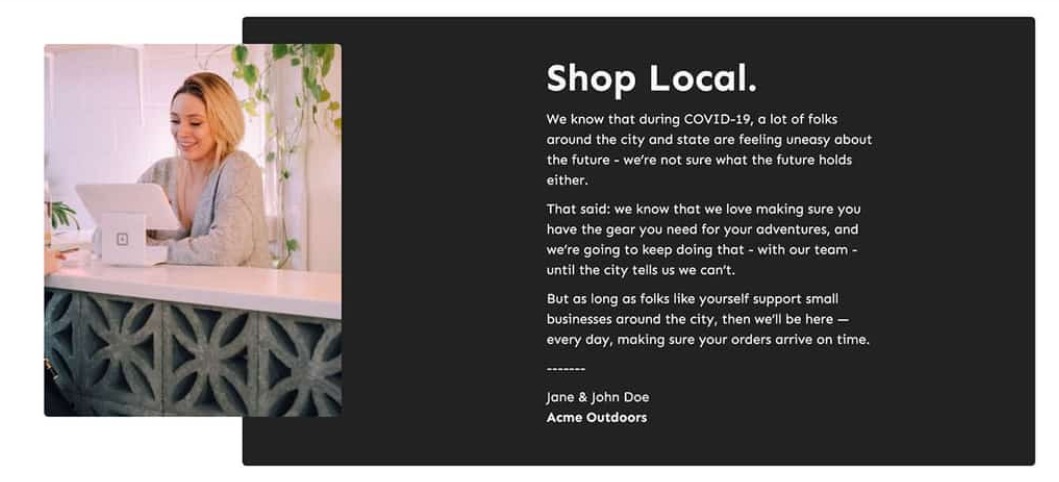 Shop Local.
We know that during COVID-19, a lot of folks
around the city and state are feeling uneasy about
the future - we're not sure what the future holds
either.
That said: we know that we love making sure you
have the gear you need for your adventures, and
we're going to keep doing that - with our team -
until the city tells us we can't.
But as long as folks like yourself support small
businesses around the city, then we'll be here —
every day, making sure your orders arrive on time.
-------
Jane & John Doe
Acme Outdoors